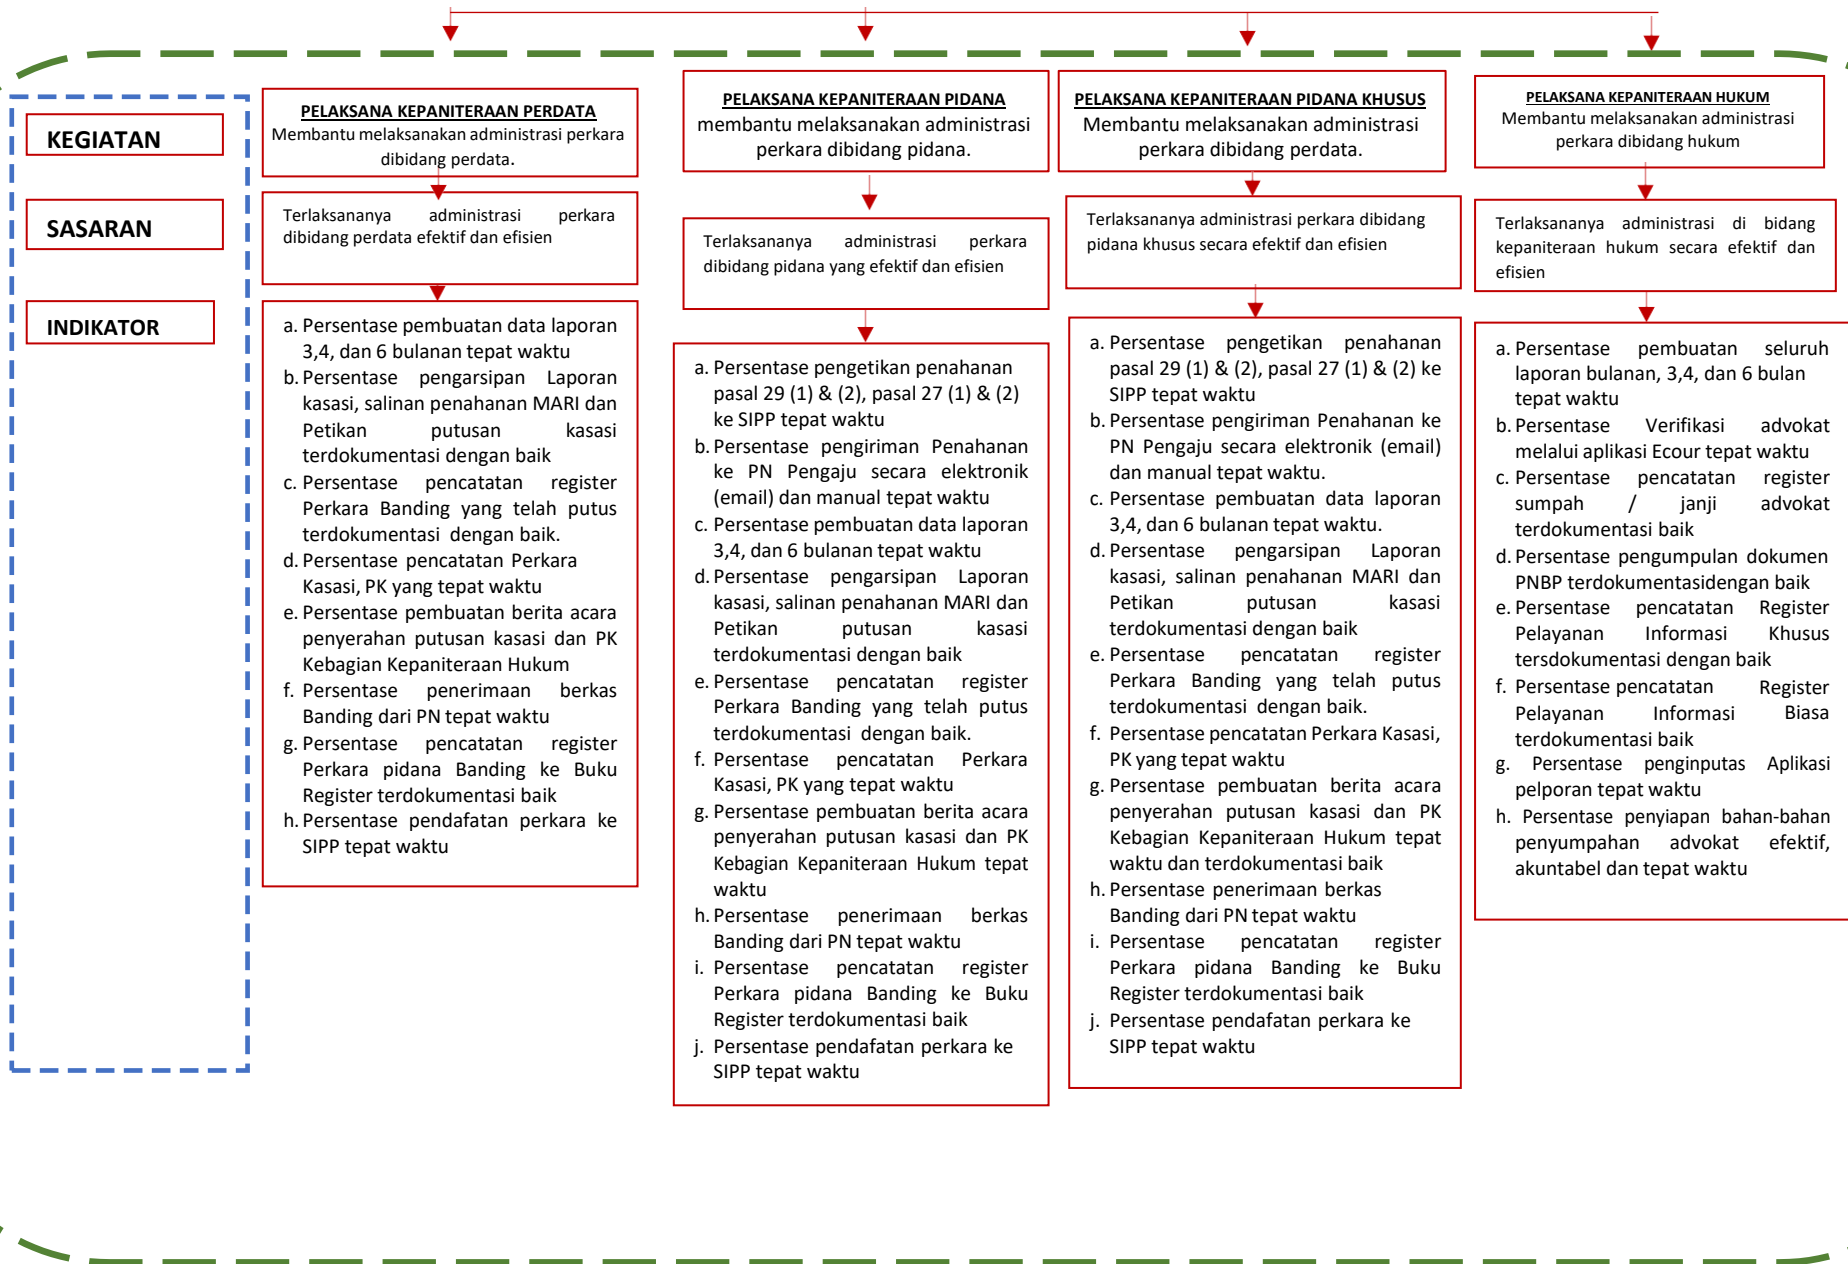 KEGIATAN
SASARAN
INDIKATOR
PELAKSANA KEPANITERAAN PERDATA
Membantu melaksanakan administrasi perkara
dibidang perdata.
Terlaksananya administrasi perkara
dibidang perdata efektif dan efisien
a. Persentase pembuatan data laporan
3,4, dan 6 bulanan tepat waktu
b. Persentase pengarsipan Laporan
kasasi, salinan penahanan MARI dan
Petikan putusan kasasi
terdokumentasi dengan baik
c. Persentase pencatatan register
Perkara Banding yang telah putus
terdokumentasi dengan baik.
d. Persentase pencatatan Perkara
Kasasi, PK yang tepat waktu
e. Persentase pembuatan berita acara
penyerahan putusan kasasi dan PK
Kebagian Kepaniteraan Hukum
f. Persentase penerimaan berkas
Banding dari PN tepat waktu
g. Persentase pencatatan register
Perkara pidana Banding ke Buku
Register terdokumentasi baik
h. Persentase pendafatan perkara ke
SIPP tepat waktu
PELAKSANA KEPANITERAAN PIDANA
membantu melaksanakan administrasi
perkara dibidang pidana.
Terlaksananya administrasi perkara
dibidang pidana yang efektif dan efisien
a. Persentase pengetikan penahanan
pasal 29 (1) & (2), pasal 27 (1) & (2)
ke SIPP tepat waktu
b. Persentase pengiriman Penahanan
ke PN Pengaju secara elektronik
(email) dan manual tepat waktu
c. Persentase pembuatan data laporan
3,4, dan 6 bulanan tepat waktu
d. Persentase pengarsipan Laporan
kasasi, salinan penahanan MARI dan
Petikan putusan kasasi
terdokumentasi dengan baik
e. Persentase pencatatan register
Perkara Banding yang telah putus
terdokumentasi dengan baik.
f. Persentase pencatatan Perkara
Kasasi, PK yang tepat waktu
g. Persentase pembuatan berita acara
penyerahan putusan kasasi dan PK
Kebagian Kepaniteraan Hukum tepat
waktu
h. Persentase penerimaan berkas
Banding dari PN tepat waktu
i. Persentase pencatatan register
Perkara pidana Banding ke Buku
Register terdokumentasi baik
j. Persentase pendafatan perkara ke
SIPP tepat waktu
PELAKSANA KEPANITERAAN PIDANA KHUSUS
Membantu melaksanakan administrasi
perkara dibidang perdata.
Terlaksananya administrasi perkara dibidang
pidana khusus secara efektif dan efisien
a. Persentase pengetikan penahanan
pasal 29 (1) & (2), pasal 27 (1) & (2) ke
SIPP tepat waktu
b. Persentase pengiriman Penahanan ke
PN Pengaju secara elektronik (email)
dan manual tepat waktu.
c. Persentase pembuatan data laporan
3,4, dan 6 bulanan tepat waktu.
d. Persentase pengarsipan Laporan
kasasi, salinan penahanan MARI dan
Petikan putusan kasasi
terdokumentasi dengan baik
e. Persentase pencatatan register
Perkara Banding yang telah putus
terdokumentasi dengan baik.
f. Persentase pencatatan Perkara Kasasi,
PK yang tepat waktu
g. Persentase pembuatan berita acara
penyerahan putusan kasasi dan PK
Kebagian Kepaniteraan Hukum tepat
waktu dan terdokumentasi baik
h. Persentase penerimaan berkas
Banding dari PN tepat waktu
i. Persentase pencatatan register
Perkara pidana Banding ke Buku
Register terdokumentasi baik
j. Persentase pendafatan perkara ke
SIPP tepat waktu
PELAKSANA KEPANITERAAN HUKUM
Membantu melaksanakan administrasi
perkara dibidang hukum
Terlaksananya administrasi di bidang
kepaniteraan hukum secara efektif dan
efisien
a. Persentase pembuatan seluruh
laporan bulanan, 3,4, dan 6 bulan
tepat waktu
b. Persentase Verifikasi advokat
melalui aplikasi Ecour tepat waktu
c. Persentase pencatatan register
sumpah / janji advokat
terdokumentasi baik
d. Persentase pengumpulan dokumen
PNBP terdokumentasidengan baik
e. Persentase pencatatan Register
Pelayanan Informasi Khusus
tersdokumentasi dengan baik
f. Persentase pencatatan Register
Pelayanan Informasi Biasa
terdokumentasi baik
g. Persentase penginputas Aplikasi
pelporan tepat waktu
h. Persentase penyiapan bahan-bahan
penyumpahan advokat efektif,
akuntabel dan tepat waktu